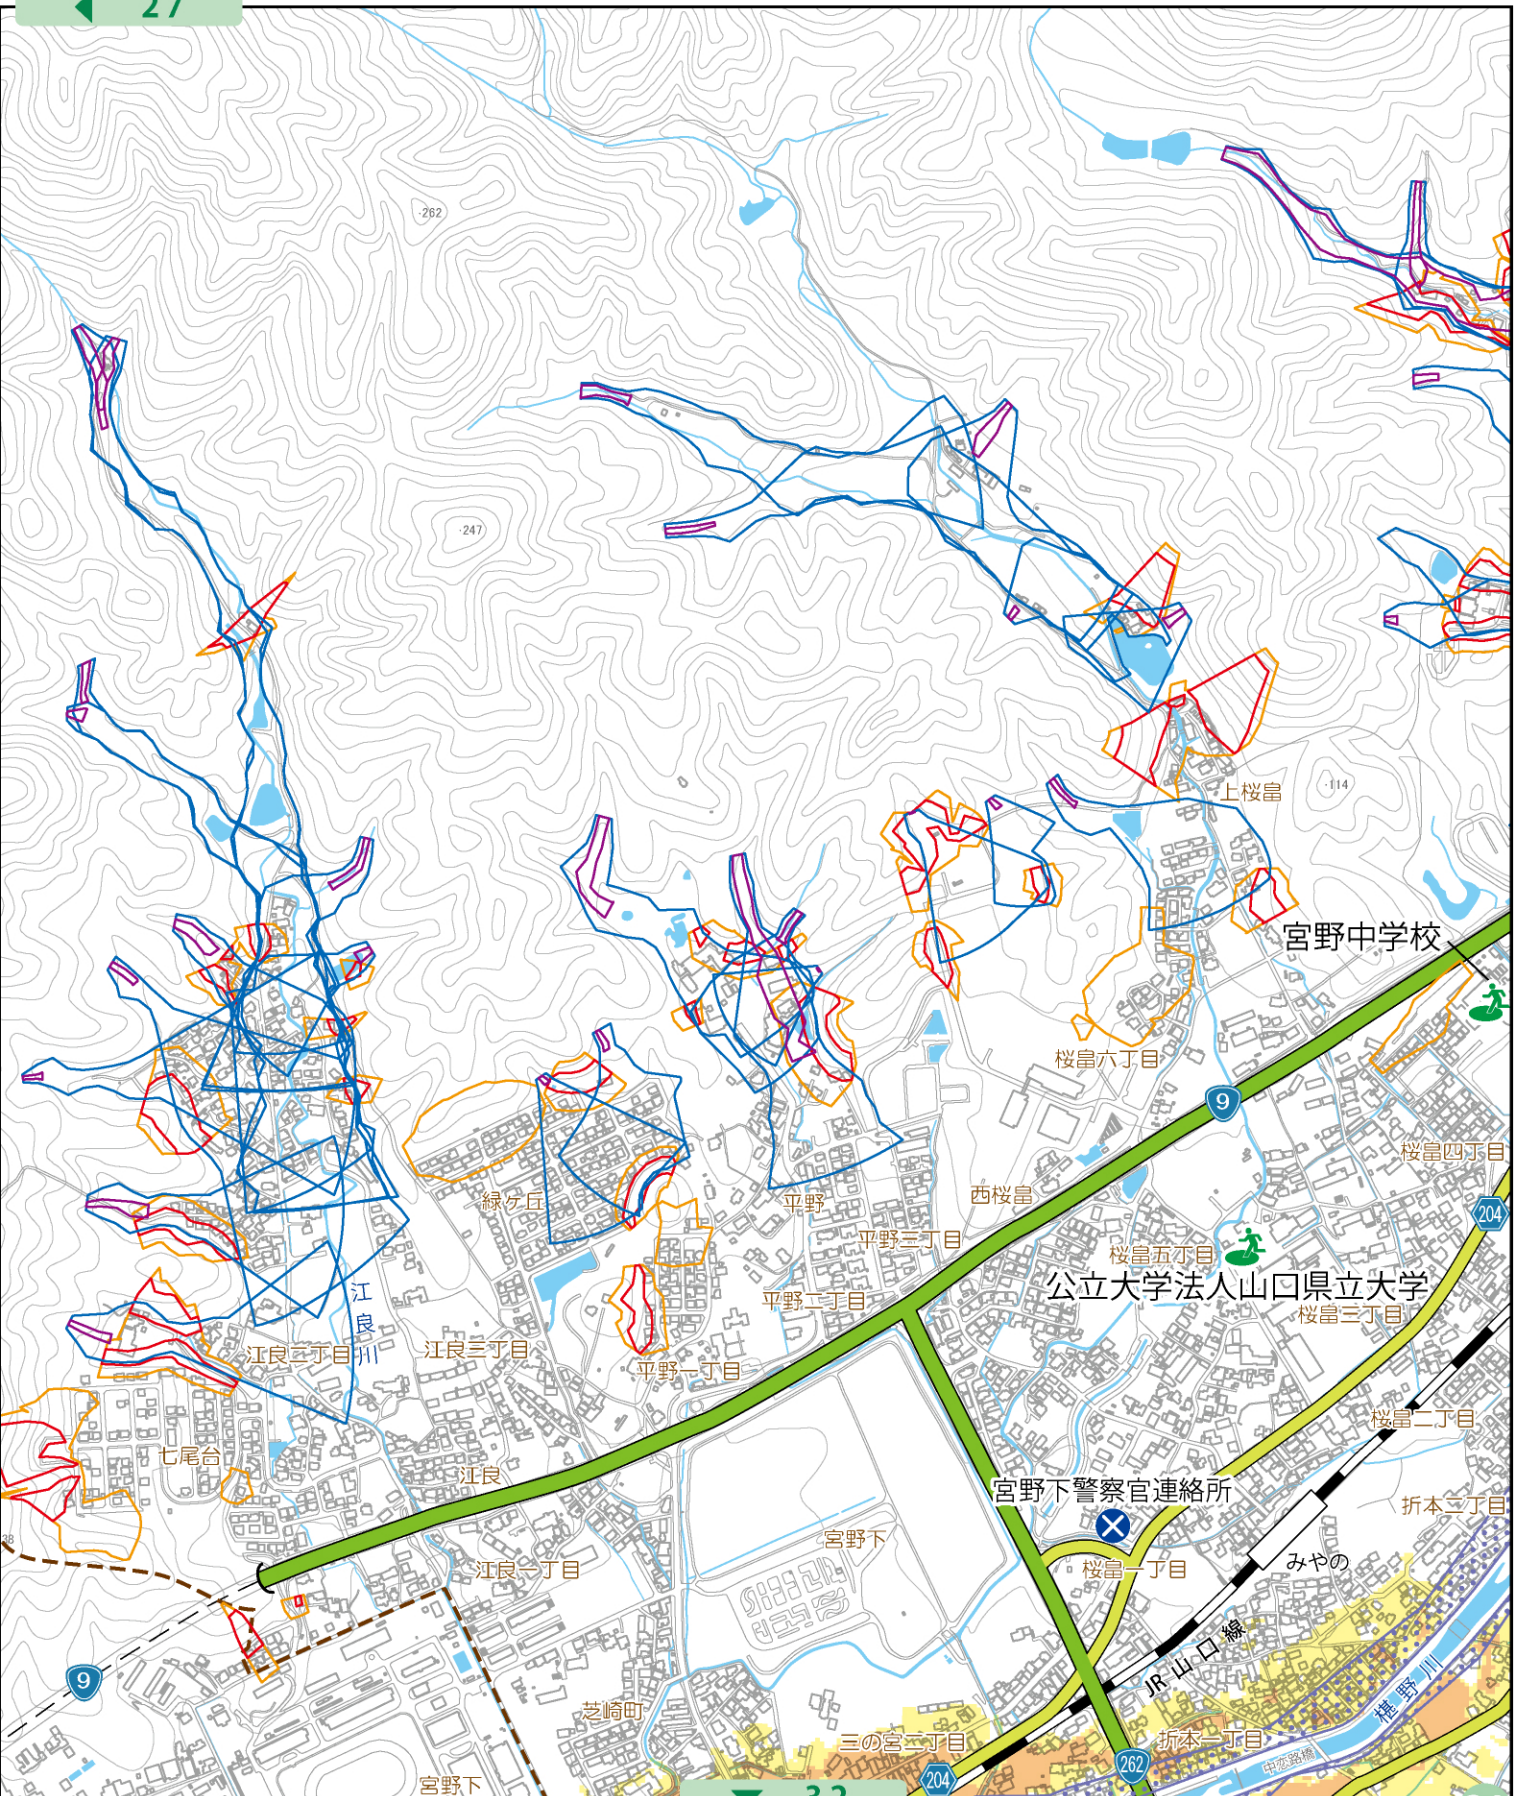 27
·262
·247
上桜畠
·114
宮野中学校
桜畠六丁目
9
桜畠四丁目
緑ヶ丘
平野
西桜畠
204
平野三丁目
桜畠五丁目
公立大学法人山口県立大学
江良川
平野二丁目
桜畠三丁目
江良二丁目
江良三丁目
平野一丁目
桜畠二丁目
七尾台
江良
宮野下警察官連絡所
折本二丁目
38
宮野下
江良一丁目
桜畠一丁目
みやの
JR山口線
9
椹野川
芝崎町
三の宮二丁目
折本一丁目
中恋路橋
204
262
宮野下
32